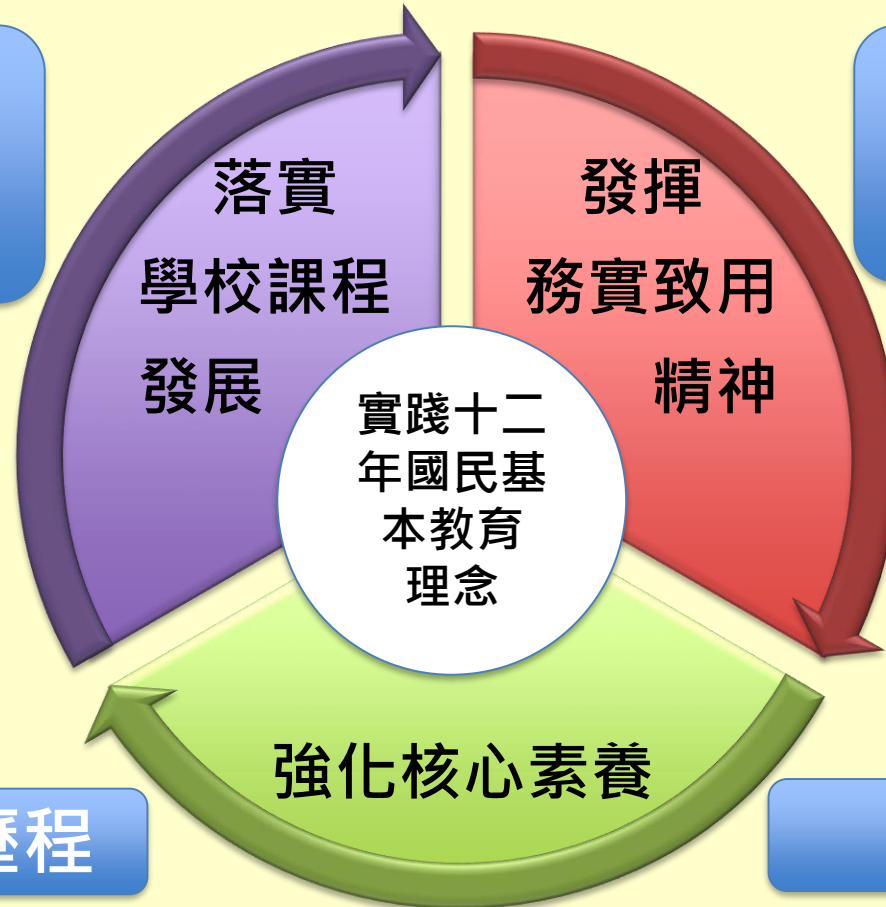 落實
學校課程
發展
發揮
務實致用
精神
實踐十二
年國民基
本教育
理念
強化核心素養
歷程